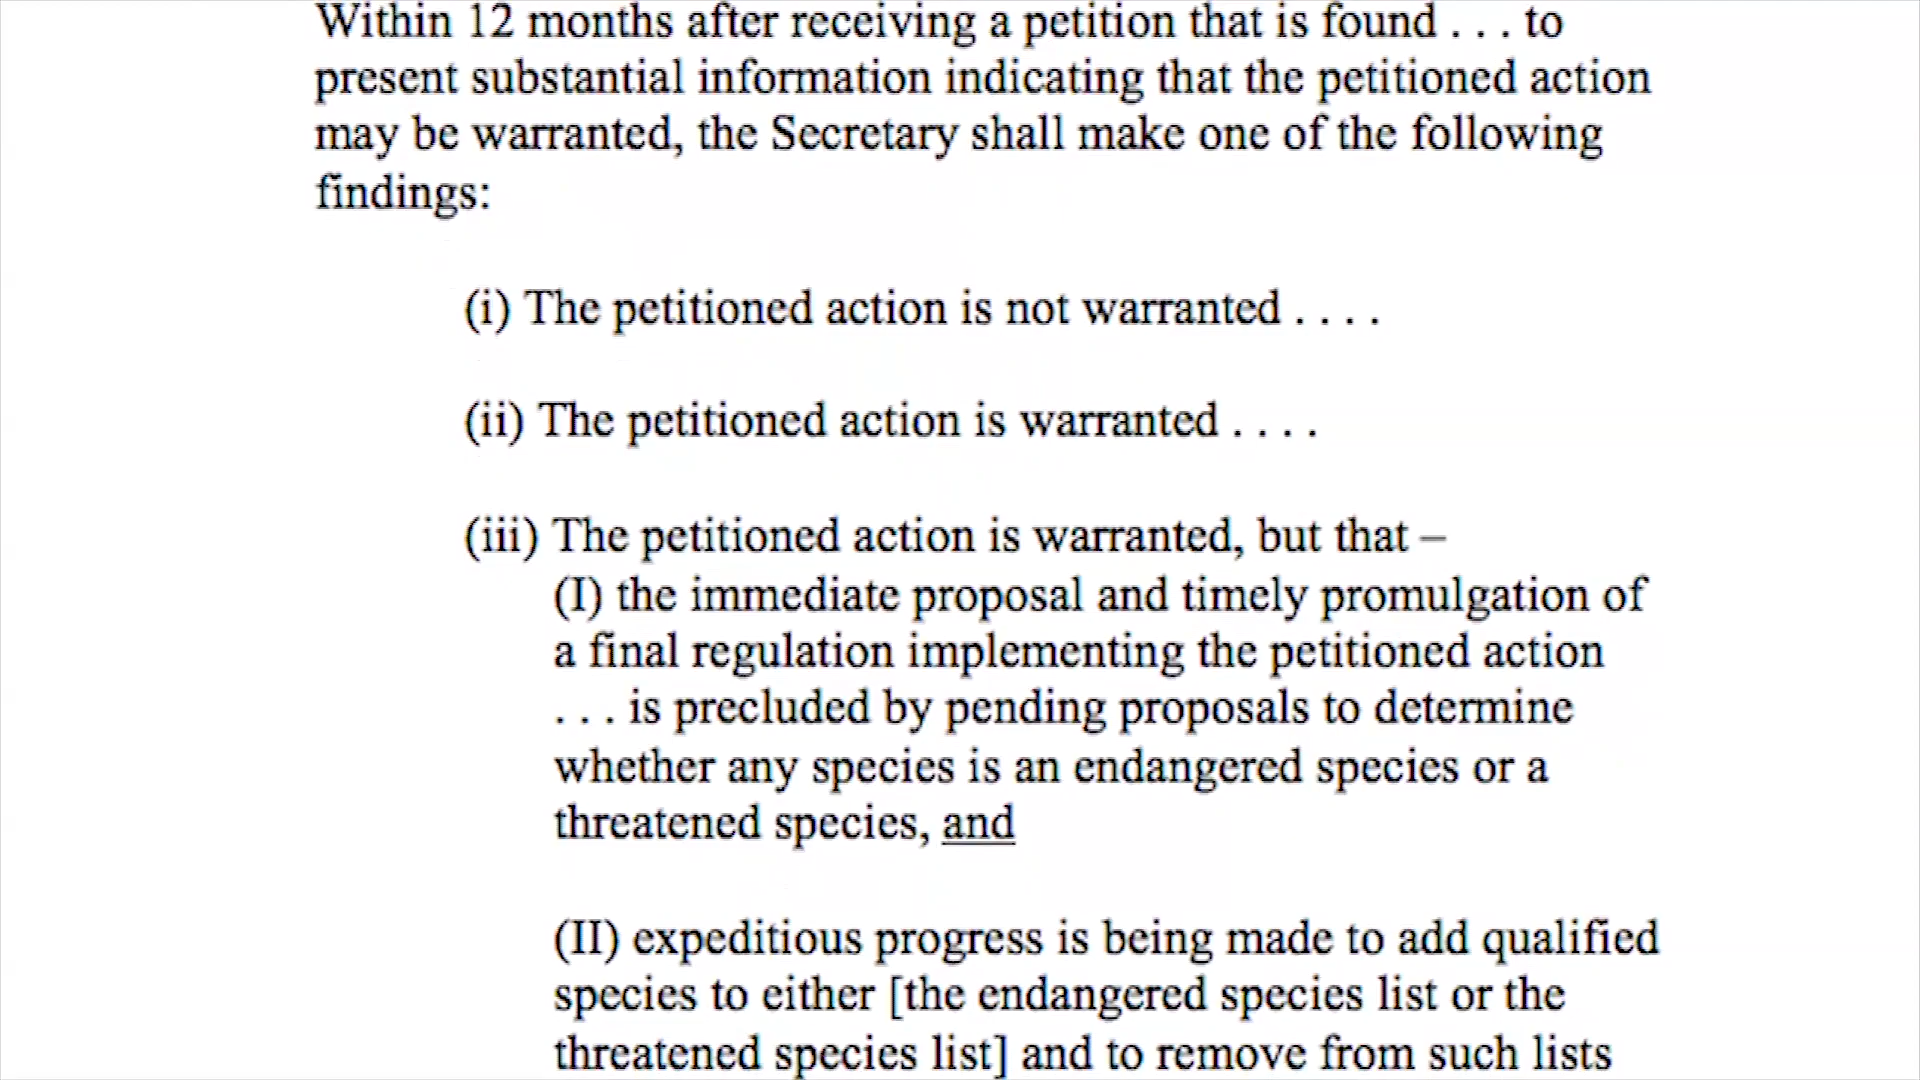 Within 12 months after receiving a petition that is found . . . to
present substantial information indicating that the petitioned action
may be warranted, the Secretary shall make one of the following
findings:
(i) The petitioned action is not warranted . . . .
(ii) The petitioned action is warranted . . . .
(iii) The petitioned action is warranted, but that –
(I) the immediate proposal and timely promulgation of
a final regulation implementing the petitioned action
. . . is precluded by pending proposals to determine
whether any species is an endangered species or a
threatened species, and
(II) expeditious progress is being made to add qualified
species to either [the endangered species list or the
threatened species list] and to remove from such lists